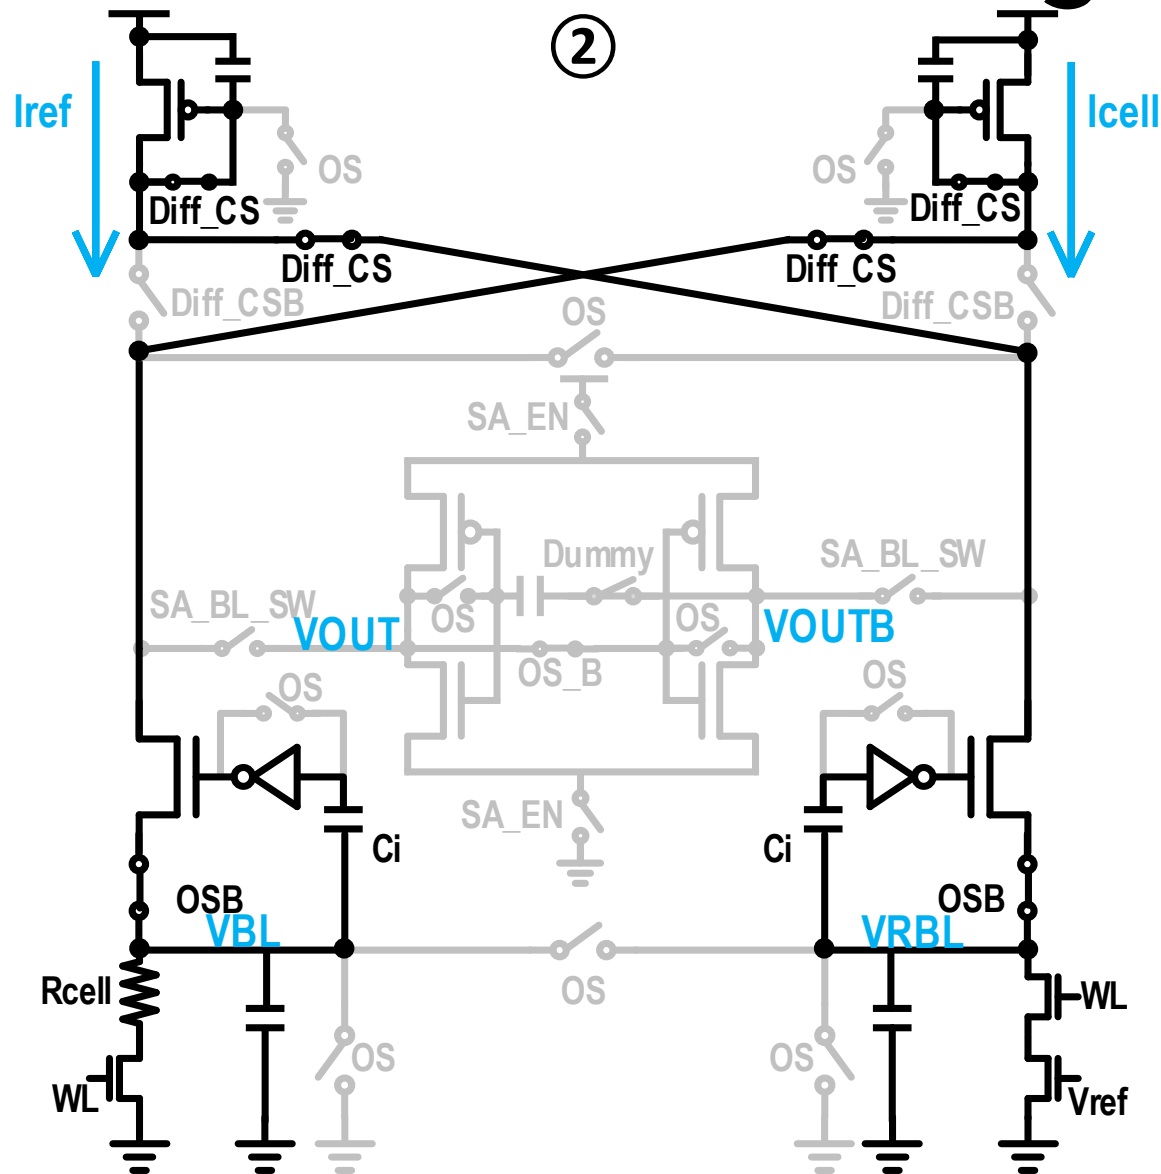 ②
Iref
Icell
OS
OS
Diff_CS
Diff_CS
Diff_CS
Diff_CS
Diff_CSB
OS
Diff_CSB
SA_EN
Dummy
SA_BL_SW
SA_BL_SW
VOUT
OS
OS
VOUTB
OS_B
OS
OS
SA_EN
Ci
Ci
OSB
OSB
VBL
VRBL
Rcell
OS
WL
OS
OS
WL
Vref